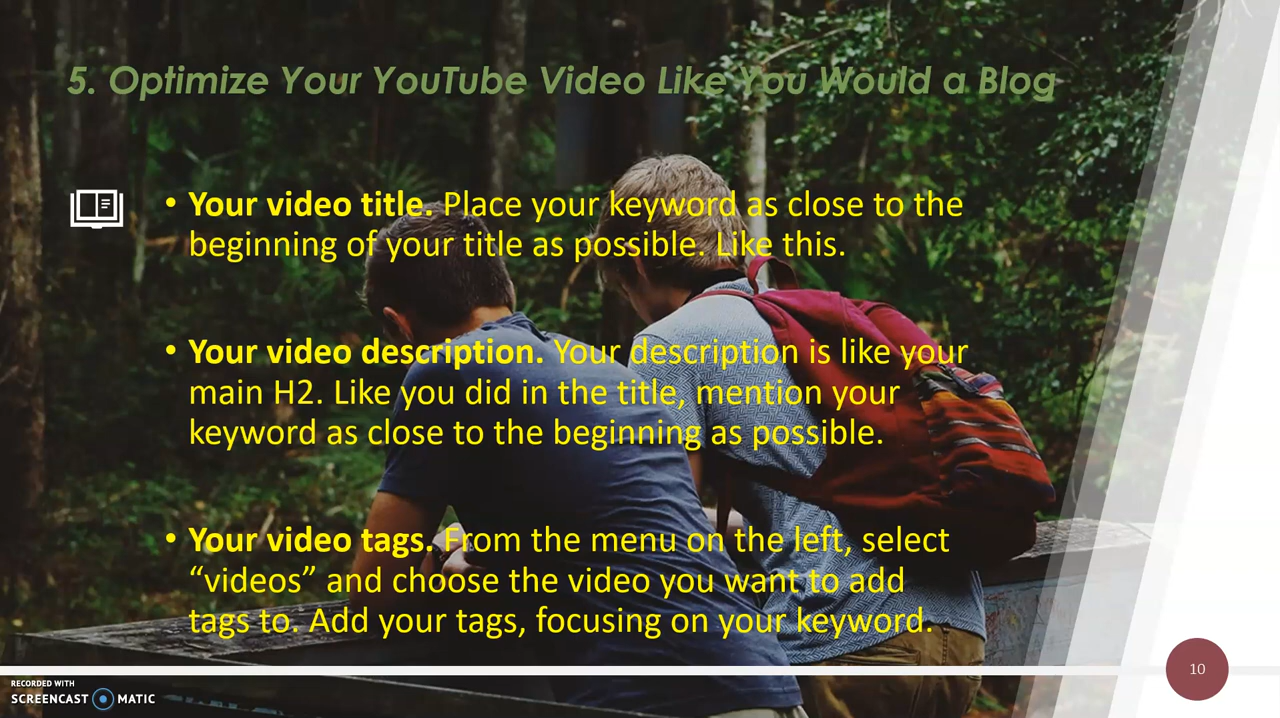 5. Optimize Your YouTube Video Like You Would a Blog
• Your video title. Place your keyword as close to the
beginning of your title as possible. Like this.
• Your video description. Your description is like your
main H2. Like you did in the title, mention your
keyword as close to the beginning as possible.
• Your video tags. From the menu on the left, select
“videos” and choose the video you want to add
tags to. Add your tags, focusing on your keyword.
10
RECORDED WITH
SCREENCAST MATIC